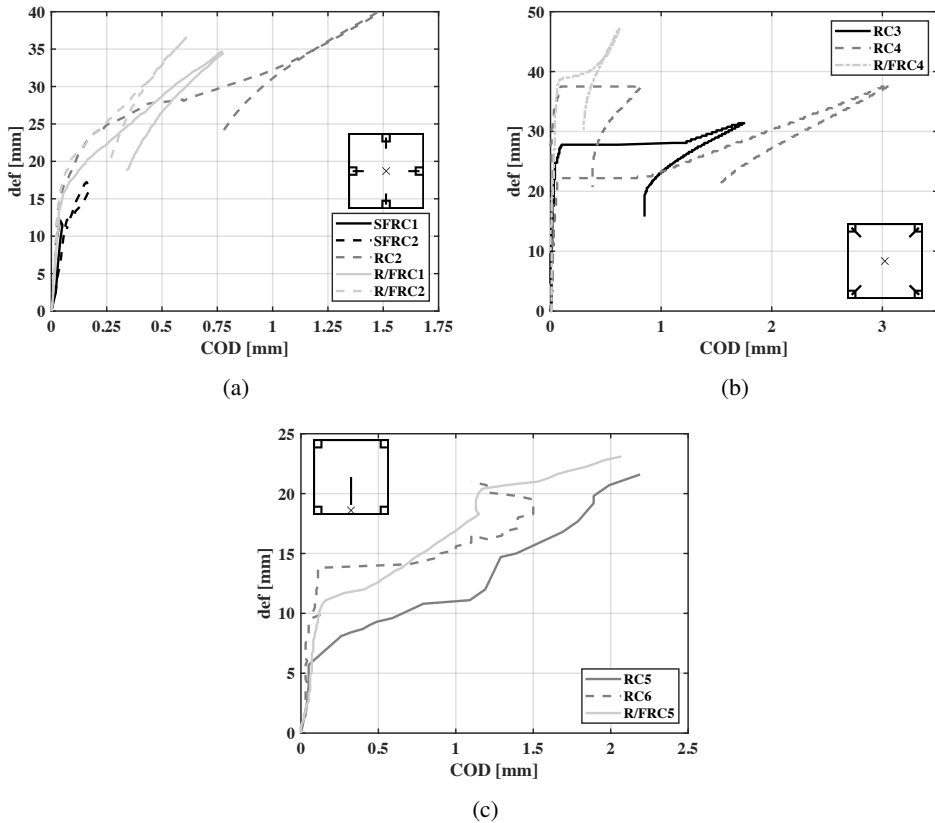 40
35
30
25
20
15
10
5
0
def [mm]
0
0.25
0.5
0.75
1
1.25
1.5
1.75
COD [mm]
SFRC1
SFRC2
RC2
R/FRC1
R/FRC2
(a)
50
40
30
20
10
0
def [mm]
0
1
2
3
COD [mm]
RC3
RC4
R/FRC4
(b)
25
20
15
10
5
0
def [mm]
0
0.5
1
1.5
2
2.5
COD [mm]
RC5
RC6
R/FRC5
(c)